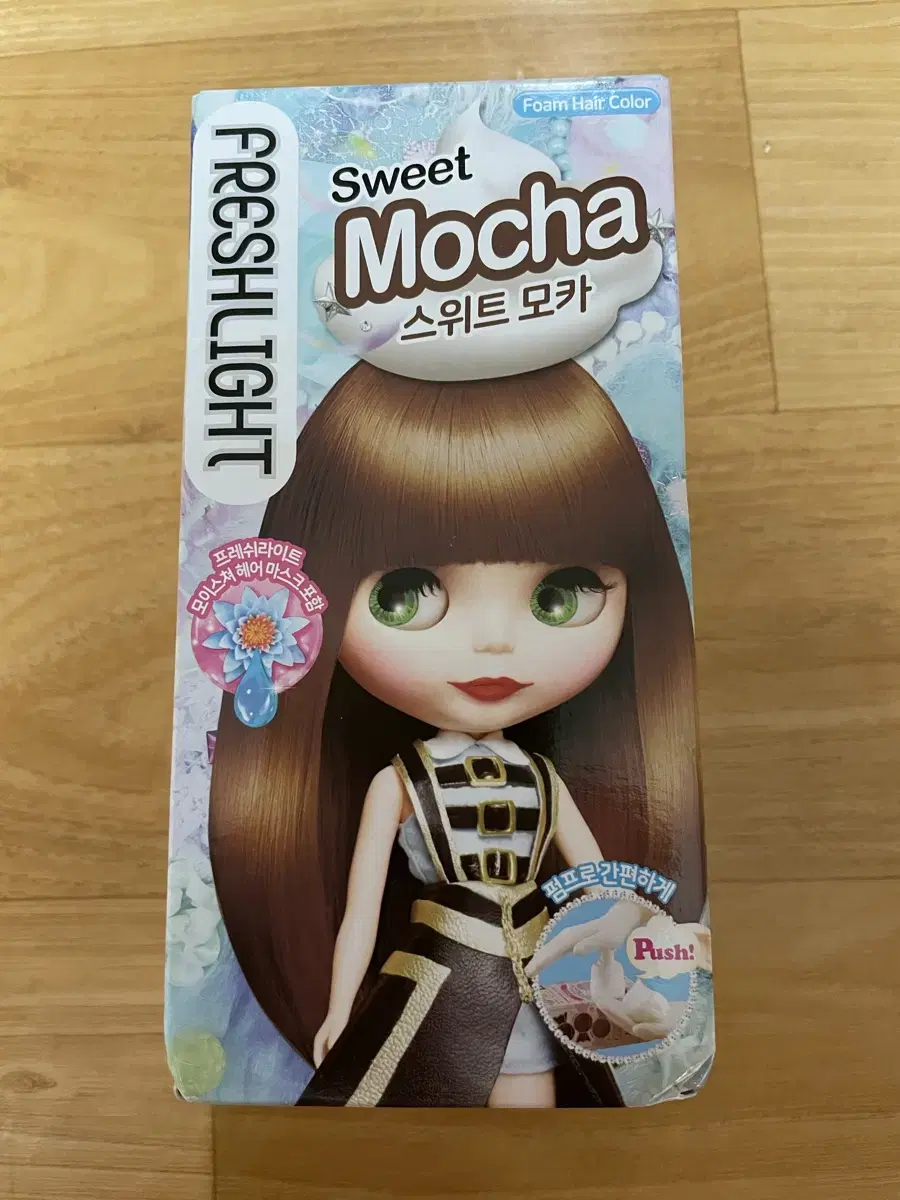 FRESHLIGHT
Foam Hair Color
Sweet
Mocha
스위트 모카
프레쉬라이트
모이스쳐 헤어 마스크 포함
펌프로 간편하게
Push!